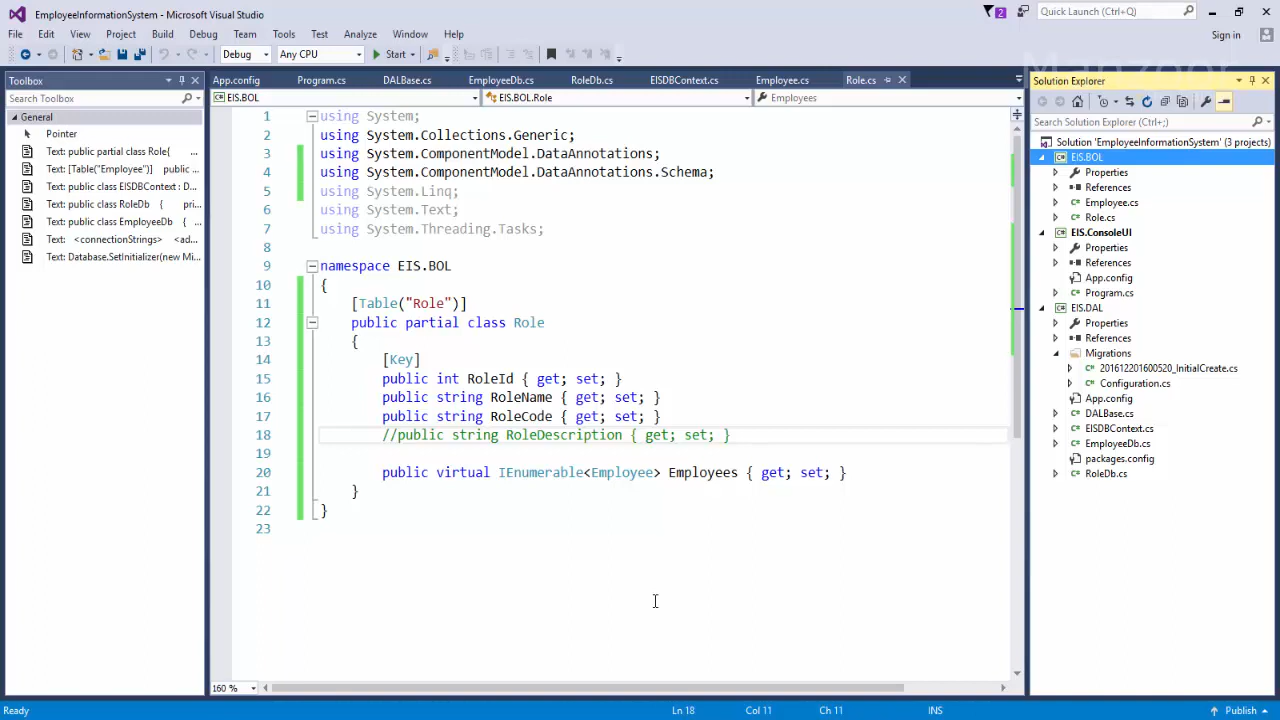 EmployeeInformationSystem - Microsoft Visual Studio
2
Quick Launch (Ctrl+Q)
File Edit View Project Build Debug Team Tools Test Analyze Window Help
Sign in
Debug Any CPU Start
Toolbox
App.config Program.cs DALBase.cs EmployeeDb.cs RoleDb.cs EISDBContext.cs Employee.cs Role.cs
Solution Explorer
Search Toolbox
EIS.BOL EIS.BOL.Role Employees
General
Pointer
Text: public partial class Role{
Text: [Table("Employee")] public ...
Text: public class EISDBContext : D...
Text: public class RoleDb { pri...
Text: public class EmployeeDb { ...
Text: <connectionStrings> <ad...
Text: Database.SetInitializer(new Mi...
1 using System;
2 using System.Collections.Generic;
3 using System.ComponentModel.DataAnnotations;
4 using System.ComponentModel.DataAnnotations.Schema;
5 using System.Linq;
6 using System.Text;
7 using System.Threading.Tasks;
8
9 namespace EIS.BOL
10 {
11 [Table("Role")]
12 public partial class Role
13 {
14 [Key]
15 public int RoleId { get; set; }
16 public string RoleName { get; set; }
17 public string RoleCode { get; set; }
18 //public string RoleDescription { get; set; }
19
20 public virtual IEnumerable<Employee> Employees { get; set; }
21 }
22 }
23
160 %
Search Solution Explorer (Ctrl+;)
Solution 'EmployeeInformationSystem' (3 projects)
EIS.BOL
Properties
References
Employee.cs
Role.cs
EIS.ConsoleUI
Properties
References
App.config
Program.cs
EIS.DAL
Properties
References
Migrations
201612201600520_InitialCreate.cs
Configuration.cs
App.config
DALBase.cs
EISDBContext.cs
EmployeeDb.cs
packages.config
RoleDb.cs
Ready Ln 18 Col 11 Ch 11 INS Publish